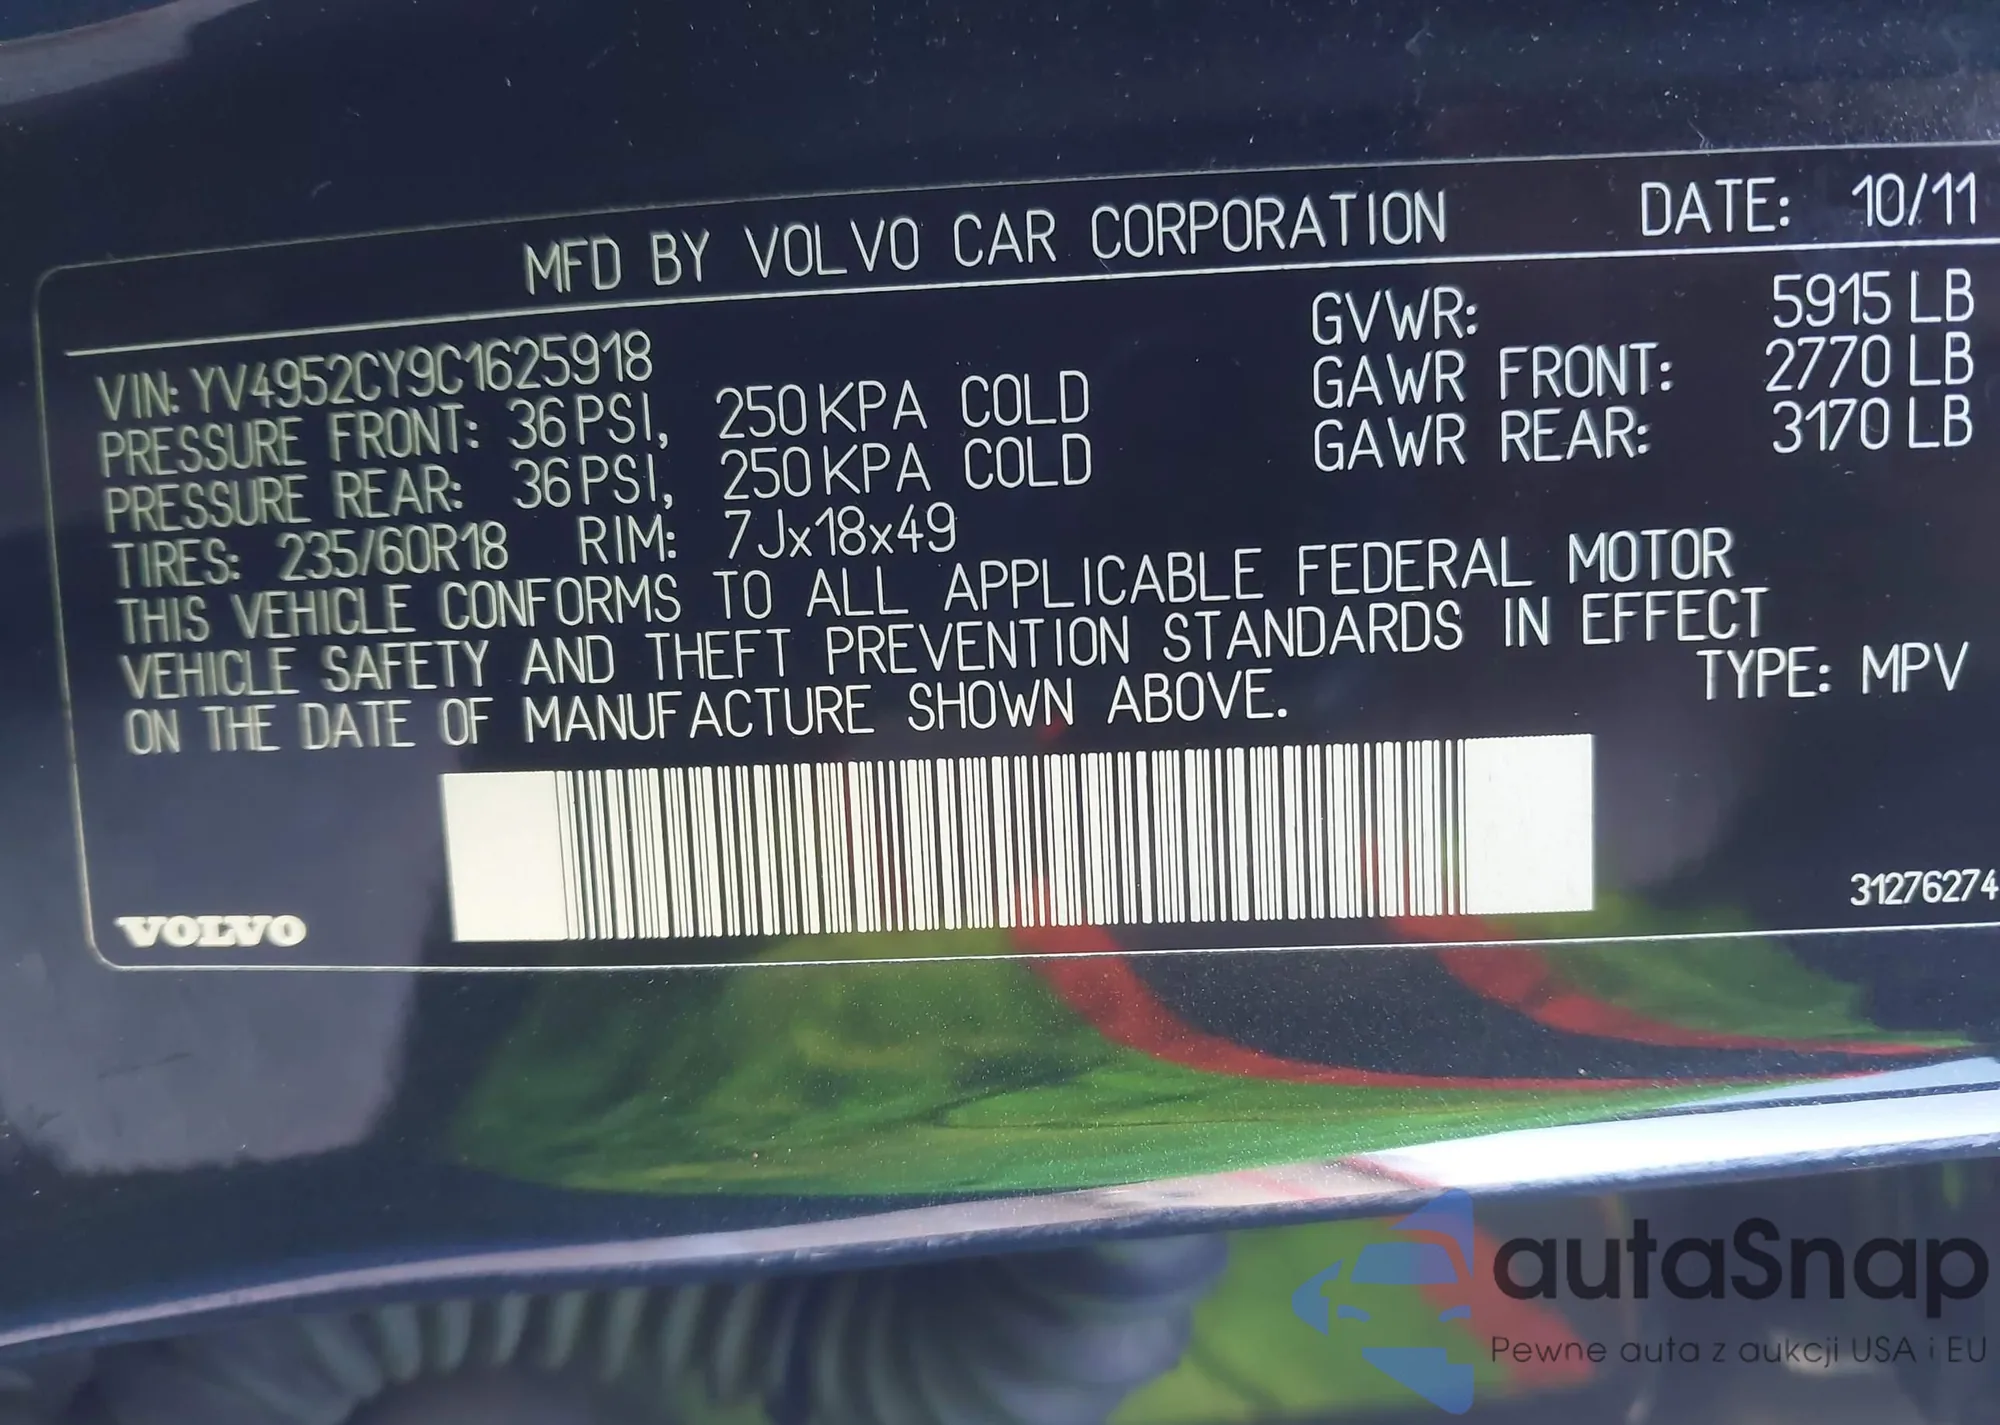 MFD BY VOLVO CAR CORPORATION DATE: 10/11
VIN: YV4952CY9C1625918 GVWR: 5915 LB
PRESSURE FRONT: 36 PSI, 250 KPA COLD GAWR FRONT: 2770 LB
PRESSURE REAR: 36 PSI, 250 KPA COLD GAWR REAR: 3170 LB
TIRES: 235/60R18 RIM: 7Jx18x49
THIS VEHICLE CONFORMS TO ALL APPLICABLE FEDERAL MOTOR
VEHICLE SAFETY AND THEFT PREVENTION STANDARDS IN EFFECT
ON THE DATE OF MANUFACTURE SHOWN ABOVE. TYPE: MPV
31276274
VOLVO
autaSnap
Pewne auta z aukcji USA i EU